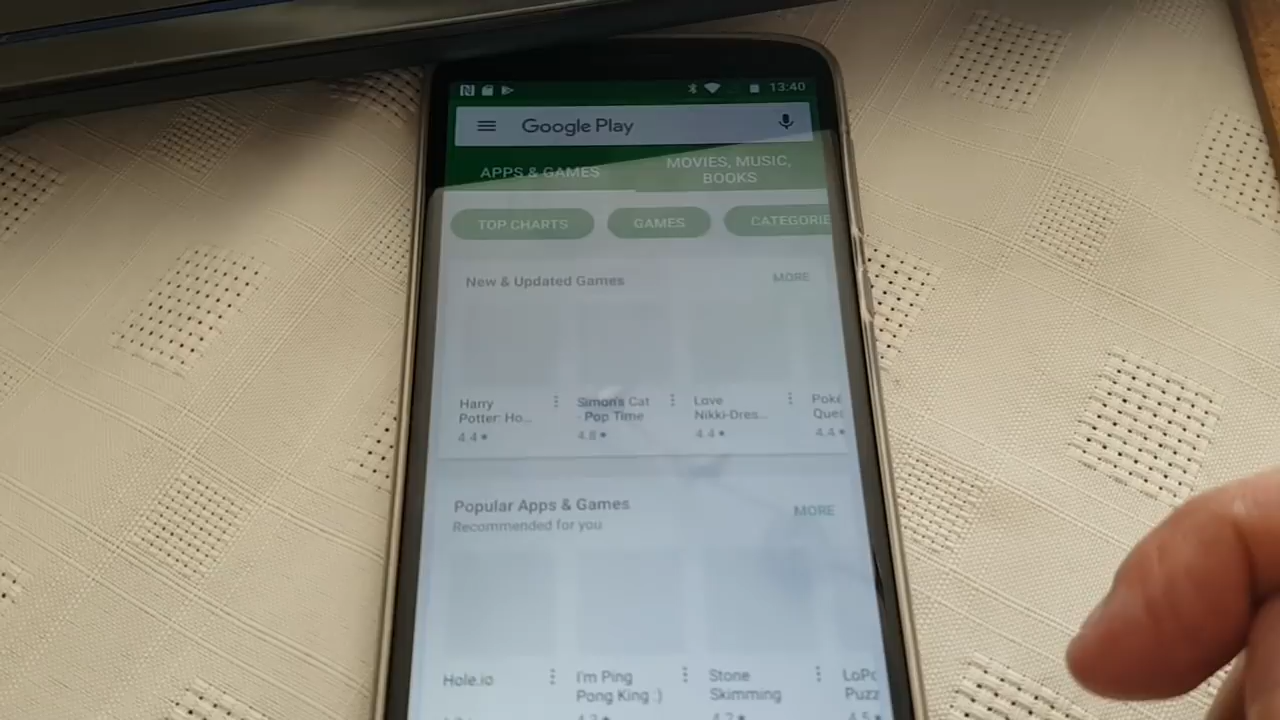 13:40
Google Play
APPS & GAMES
MOVIES, MUSIC,
BOOKS
TOP CHARTS
GAMES
CATEGORIE
New & Updated Games
MORE
Harry
Potter: Ho...
4.4★
Simon's Cat
- Pop Time
4.8★
Love
Nikki-Dres...
4.4★
Poké
Ques
4.4★
Popular Apps & Games
MORE
Recommended for you
Hole.io
I'm Ping
Pong King :)
Stone
Skimming
LoPo
Puzz